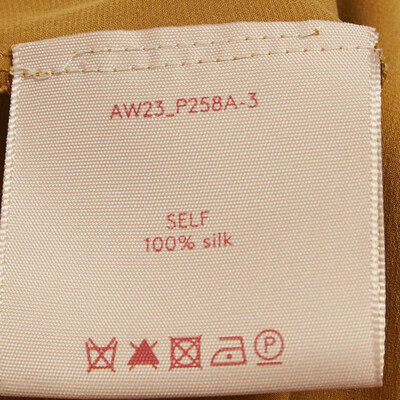 AW23_P258A-3
SELF
100% silk
P